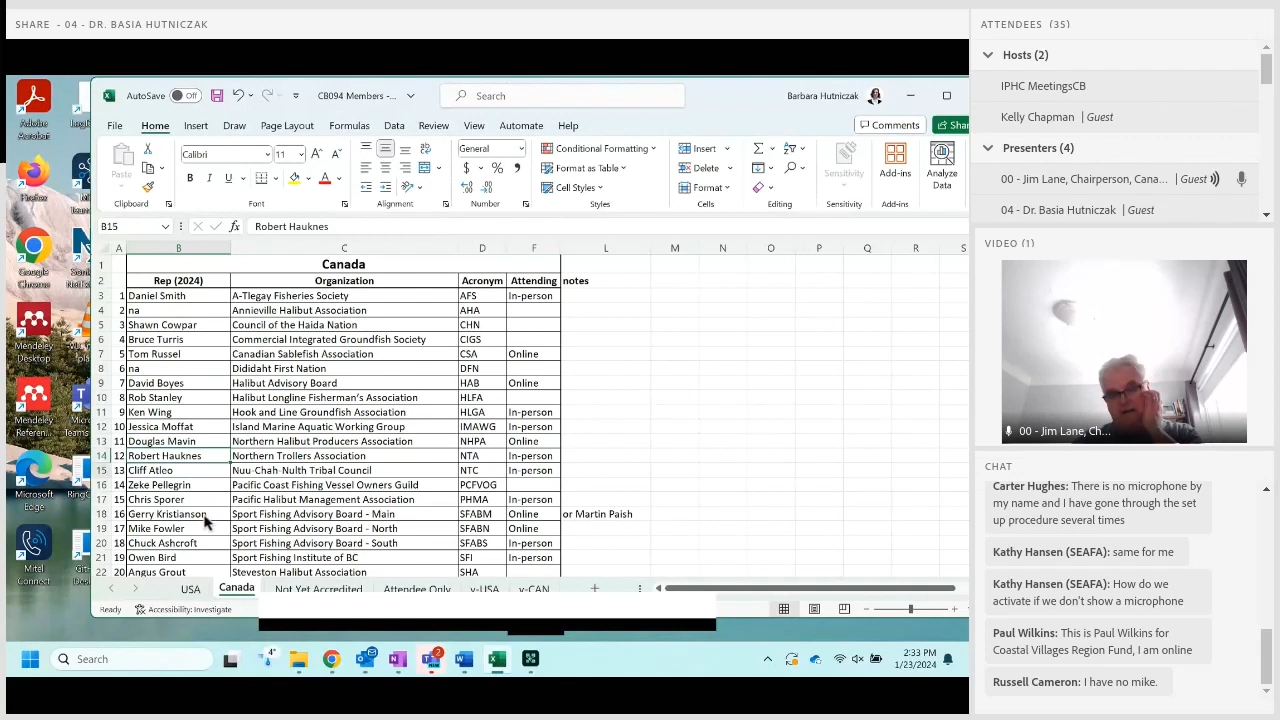 SHARE - 04 - DR. BASIA HUTNICZAK
Adobe Acrobat
Firefox
Google Chrome
Mendeley Desktop
Mendeley Reference
Microsoft Edge
Mitel Connect
AutoSave Off
CB094 Members -...
Search
Barbara Hutniczak
File Home Insert Draw Page Layout Formulas Data Review View Automate Help
Comments
Paste
Calibri 11
General
Conditional Formatting
Format as Table
Cell Styles
Insert
Delete
Format
Sensitivity
Add-ins
Analyze Data
Clipboard Font Alignment Number Styles Cells Editing Sensitivity Add-ins
B15 fx Robert Hauknes
A B C D F L M N O P Q R S
1 Canada
2 Rep (2024) Organization Acronym Attending notes
3 1 Daniel Smith A-Tlegay Fisheries Society AFS In-person
4 2 na Annieville Halibut Association AHA
5 3 Shawn Cowpar Council of the Haida Nation CHN
6 4 Bruce Turris Commercial Integrated Groundfish Society CIGS
7 5 Tom Russel Canadian Sablefish Association CSA Online
8 6 na Dididaht First Nation DFN
9 7 David Boyes Halibut Advisory Board HAB Online
10 8 Rob Stanley Halibut Longline Fisherman's Association HLFA
11 9 Ken Wing Hook and Line Groundfish Association HLGA In-person
12 10 Jessica Moffat Island Marine Aquatic Working Group IMAWG In-person
13 11 Douglas Mavin Northern Halibut Producers Association NHPA Online
14 12 Robert Hauknes Northern Trollers Association NTA In-person
15 13 Cliff Atleo Nuu-Chah-Nulth Tribal Council NTC In-person
16 14 Zeke Pellegrin Pacific Coast Fishing Vessel Owners Guild PCFVOG
17 15 Chris Sporer Pacific Halibut Management Association PHMA In-person
18 16 Gerry Kristianson Sport Fishing Advisory Board - Main SFABM Online or Martin Paish
19 17 Mike Fowler Sport Fishing Advisory Board - North SFABN Online
20 18 Chuck Ashcroft Sport Fishing Advisory Board - South SFABS In-person
21 19 Owen Bird Sport Fishing Institute of BC SFI In-person
22 20 Angus Grout Steveston Halibut Association SHA
USA Canada Not Yet Accredited Attendee Only v-USA v-CAN
Ready Accessibility: Investigate
Search
4°
2
2:33 PM
1/23/2024
ATTENDEES (35)
Hosts (2)
IPHC MeetingsCB
Kelly Chapman | Guest
Presenters (4)
00 - Jim Lane, Chairperson, Cana... | Guest
04 - Dr. Basia Hutniczak | Guest
VIDEO (1)
00 - Jim Lane, Ch...
CHAT
Carter Hughes: There is no microphone by
my name and I have gone through the set
up procedure several times
Kathy Hansen (SEAFA): same for me
Kathy Hansen (SEAFA): How do we
activate if we don't show a microphone
Paul Wilkins: This is Paul Wilkins for
Coastal Villages Region Fund, I am online
Russell Cameron: I have no mike.